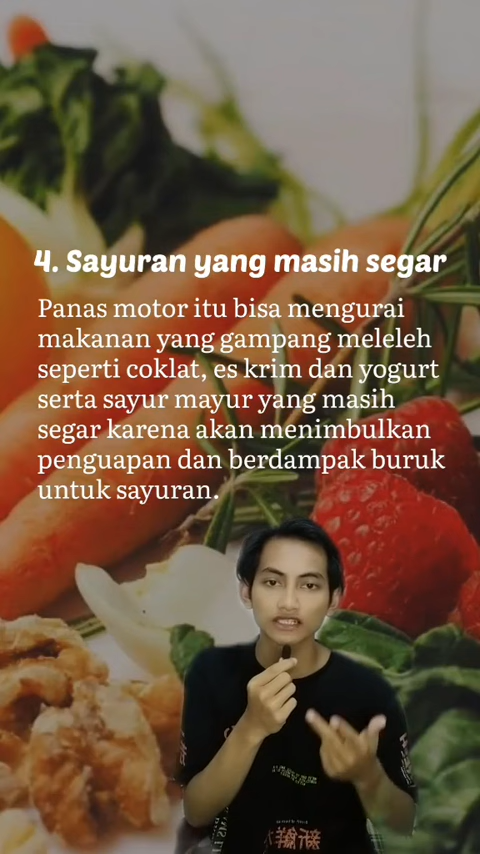 4. Sayuran yang masih segar
Panas motor itu bisa mengurai
makanan yang gampang meleleh
seperti coklat, es krim dan yogurt
serta sayur mayur yang masih
segar karena akan menimbulkan
penguapan dan berdampak buruk
untuk sayuran.